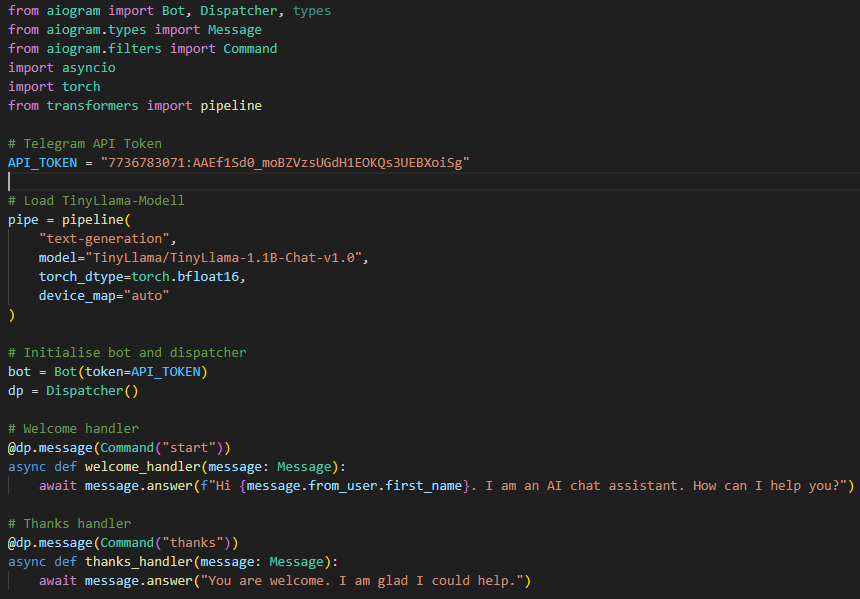 from aiogram import Bot, Dispatcher, types
from aiogram.types import Message
from aiogram.filters import Command
import asyncio
import torch
from transformers import pipeline
# Telegram API Token
API_TOKEN = "7736783071:AAEf1Sd0_moBZVzsUGdH1EOKQs3UEBXoiSg"
# Load TinyLlama-Modell
pipe = pipeline(
    "text-generation",
    model="TinyLlama/TinyLlama-1.1B-Chat-v1.0",
    torch_dtype=torch.bfloat16,
    device_map="auto"
)
# Initialise bot and dispatcher
bot = Bot(token=API_TOKEN)
dp = Dispatcher()
# Welcome handler
@dp.message(Command("start"))
async def welcome_handler(message: Message):
    await message.answer(f"Hi {message.from_user.first_name}. I am an AI chat assistant. How can I help you?")
# Thanks handler
@dp.message(Command("thanks"))
async def thanks_handler(message: Message):
    await message.answer("You are welcome. I am glad I could help.")